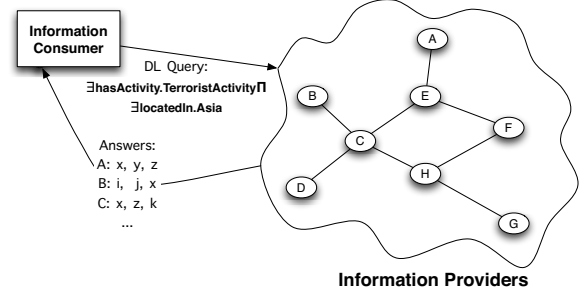 Information
Consumer
DL Query:
∃hasActivity.TerroristActivity⊓
∃locatedIn.Asia
Answers:
A: x, y, z
B: i, j, x
C: x, z, k
...
A
B
E
F
C
D
H
G
Information Providers